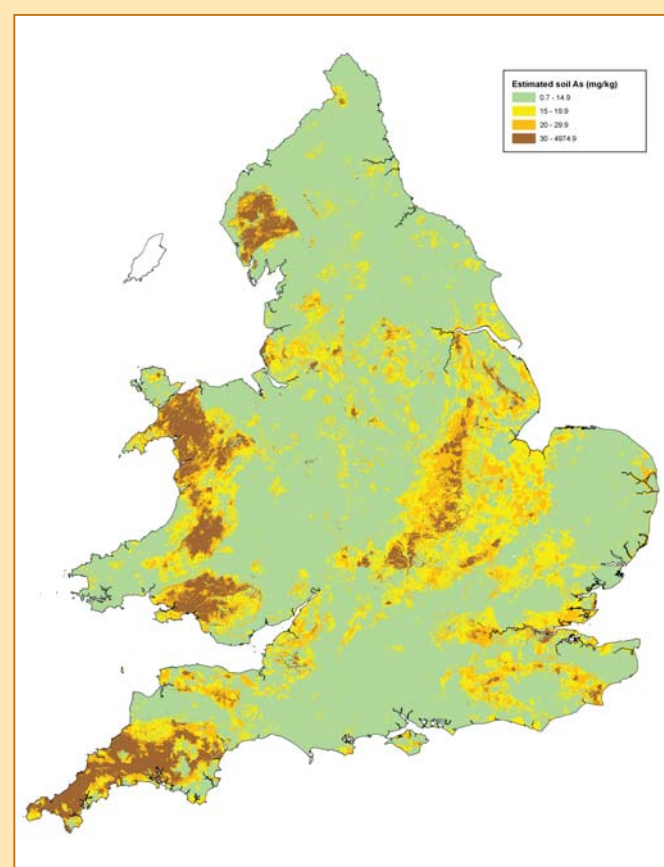 Estimated soil As (mg/kg)
0.7 - 14.9
15 - 19.9
20 - 29.9
30 - 4974.9